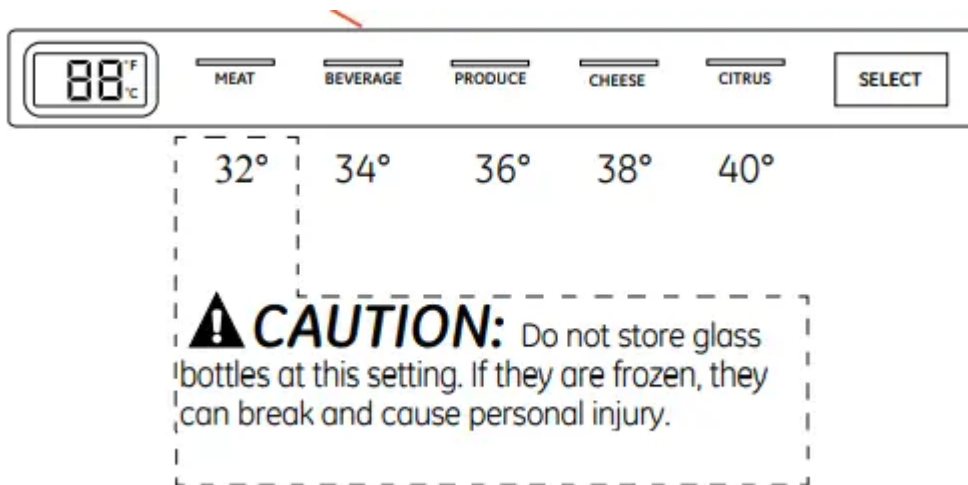 88 °F
°C
MEAT BEVERAGE PRODUCE CHEESE CITRUS SELECT
32° 34° 36° 38° 40°
CAUTION: Do not store glass
bottles at this setting. If they are frozen, they
can break and cause personal injury.